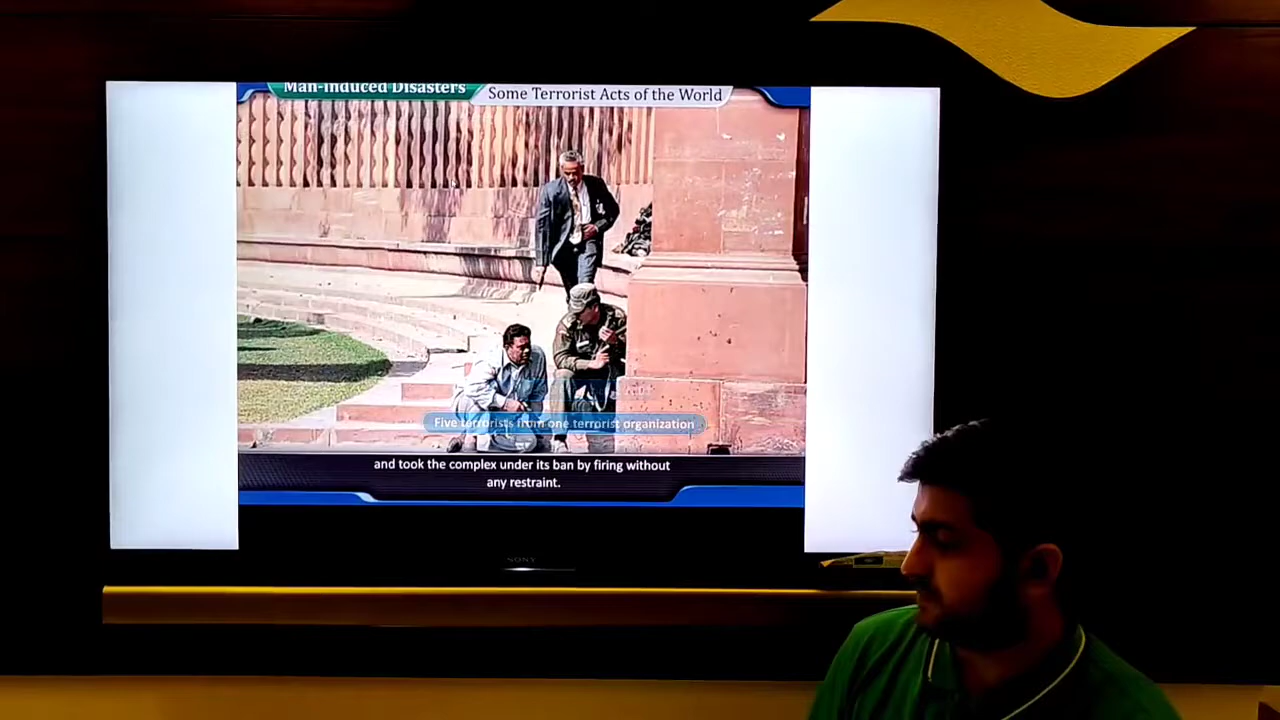 Man-induced Disasters
Some Terrorist Acts of the World
Five terrorists from one terrorist organization
and took the complex under its ban by firing without
any restraint.
SONY